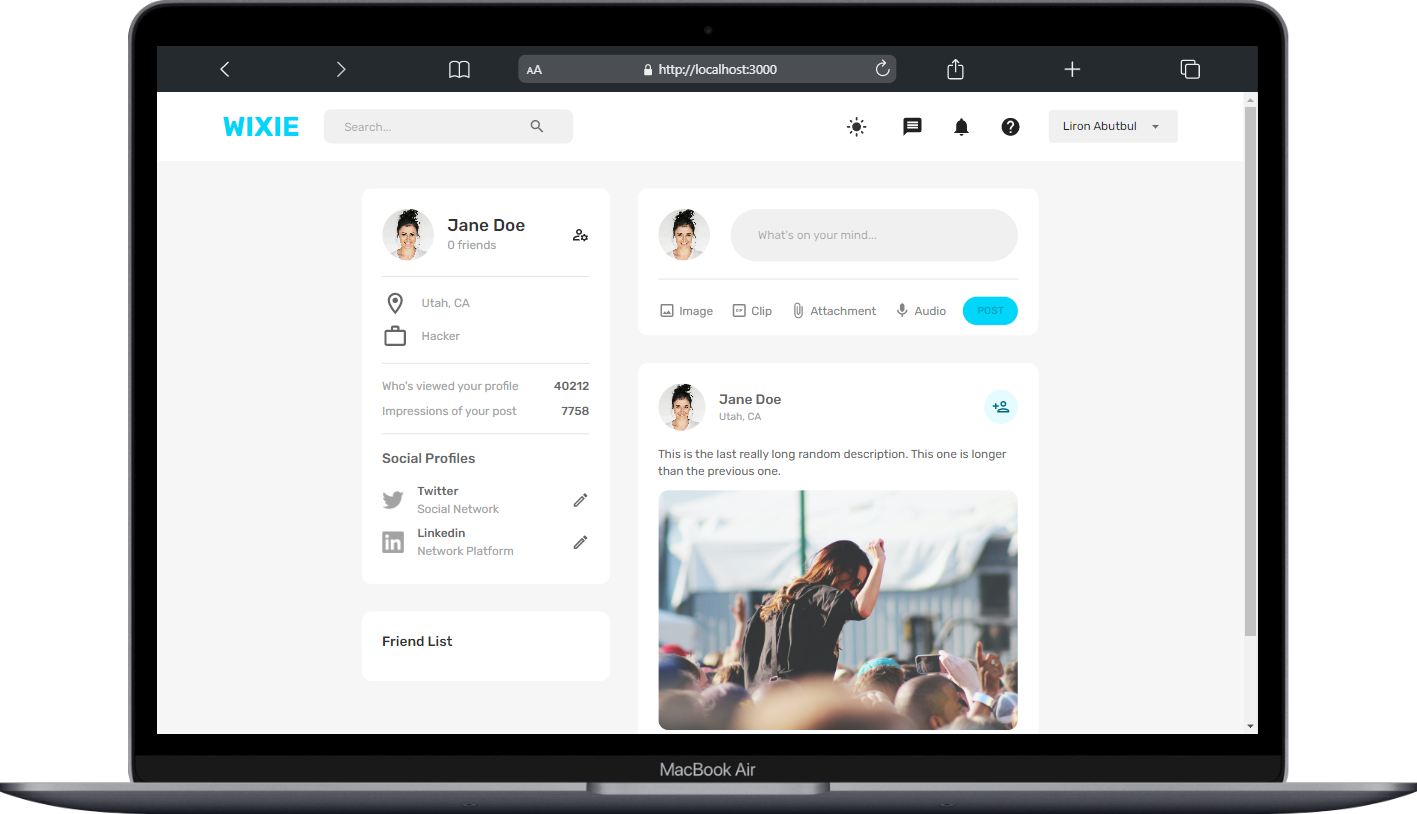 AA
http://localhost:3000
WIXIE
Search...
Liron Abutbul
Jane Doe
0 friends
Utah, CA
Hacker
Who's viewed your profile 40212
Impressions of your post 7758
Social Profiles
Twitter
Social Network
Linkedin
Network Platform
Friend List
What's on your mind...
Image Clip Attachment Audio POST
Jane Doe
Utah, CA
This is the last really long random description. This one is longer
than the previous one.
MacBook Air